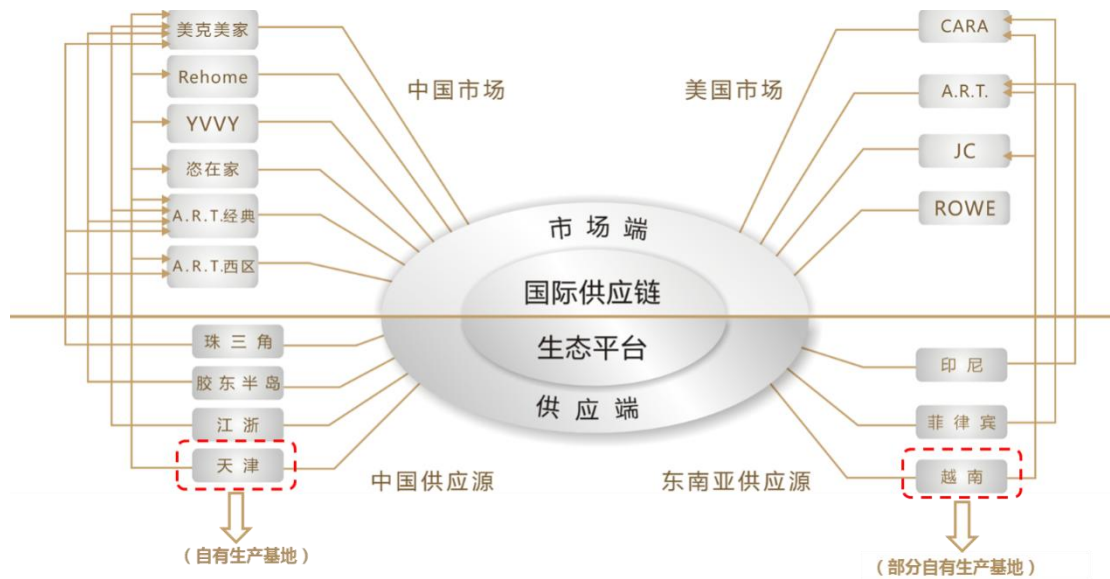 美克美家
Rehome
YVVY
恣在家
A.R.T.经典
A.R.T.西区
中国市场
美国市场
CARA
A.R.T.
JC
ROWE
市场端
国际供应链
生态平台
供应端
珠三角
胶东半岛
江浙
天津
中国供应源
（自有生产基地）
东南亚供应源
印尼
菲律宾
越南
（部分自有生产基地）